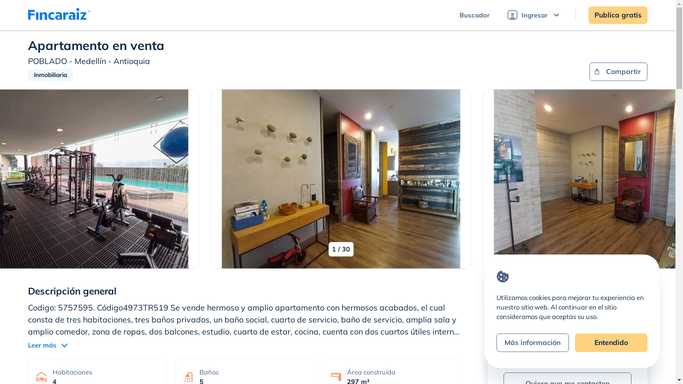 Fincaraiz
Buscador
Ingresar
Publica gratis
Apartamento en venta
POBLADO - Medellín - Antioquia
Inmobiliaria
Compartir
1 / 30
Descripción general
Codigo: 5757595. Código4973TR519 Se vende hermoso y amplio apartamento con hermosos acabados, el cual
consta de tres habitaciones, tres baños privados, un baño social, cuarto de servicio, baño de servicio, amplia sala y
amplio comedor, zona de ropas, dos balcones, estudio, cuarto de estar, cocina, cuenta con dos cuartos útiles intern...
Leer más
Habitaciones
4
Baños
5
Área construida
297 m²
Utilizamos cookies para mejorar tu experiencia en
nuestro sitio web. Al continuar en el sitio
consideramos que aceptas su uso.
Más información
Entendido
Quiero que me contacten